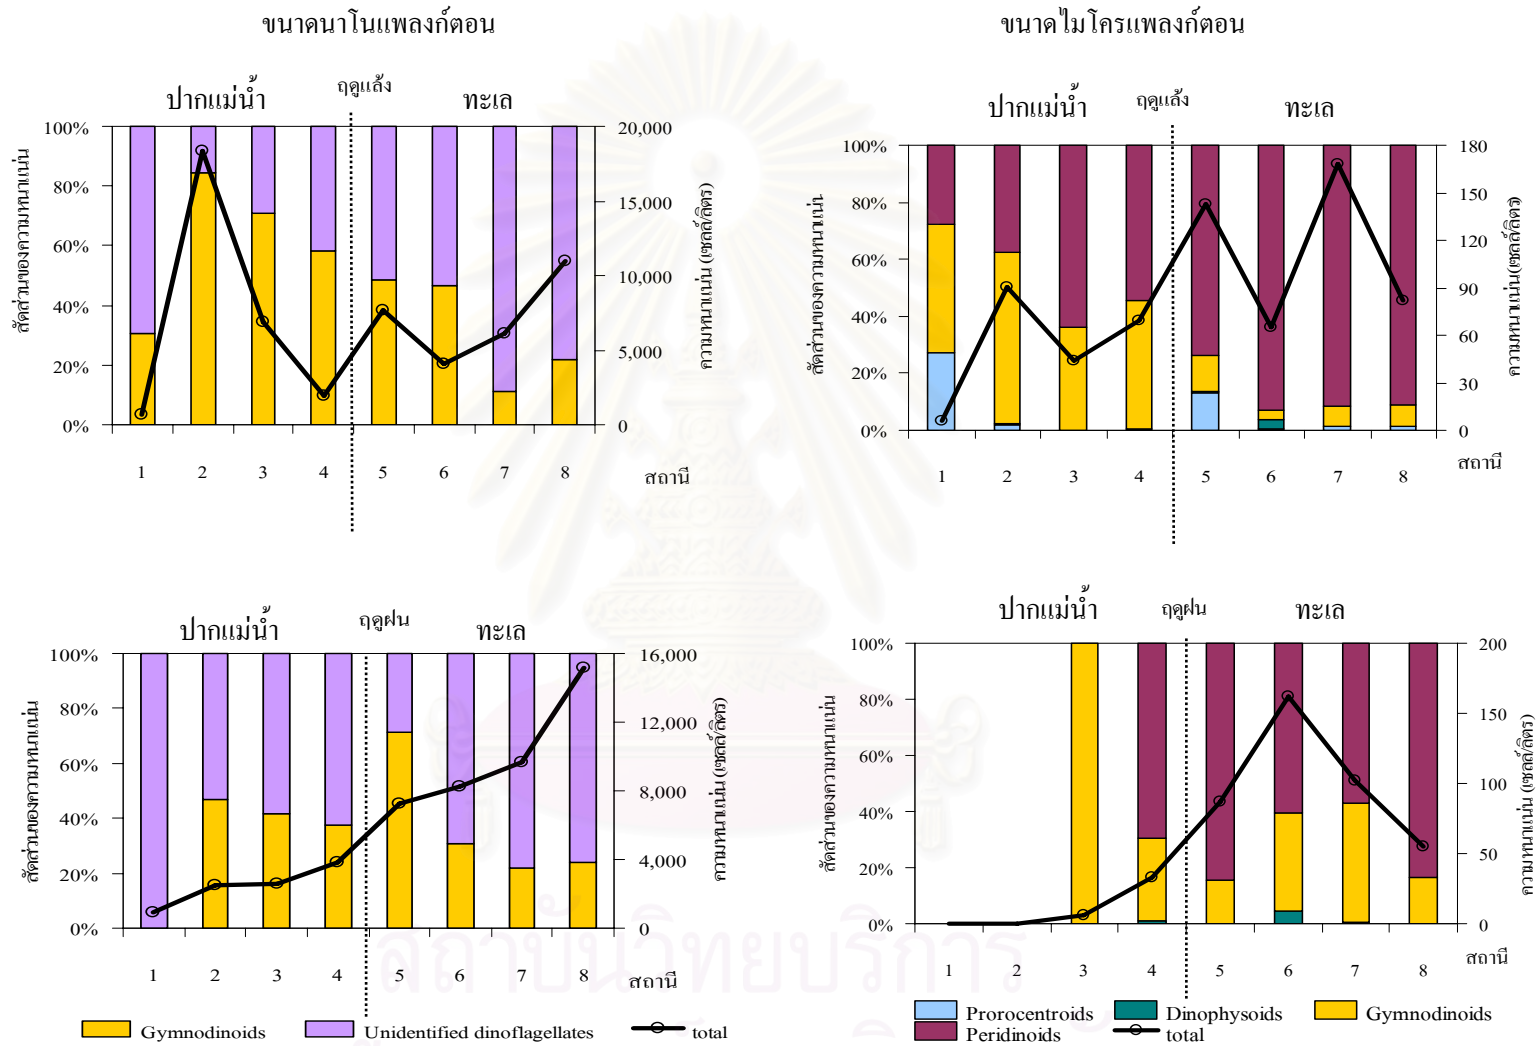 ขนาดนาโนแพลงก์ตอน
ขนาดไมโครแพลงก์ตอน
ปากแม่น้ำ ฤดูแล้ง ทะเล
100%
80%
60%
40%
20%
0%
สัดส่วนของความหนาแน่น
20,000
15,000
10,000
5,000
0
ความหนาแน่น (เซลล์/ลิตร)
1 2 3 4 5 6 7 8 สถานี
ปากแม่น้ำ ฤดูแล้ง ทะเล
100%
80%
60%
40%
20%
0%
สัดส่วนของความหนาแน่น
180
150
120
90
60
30
0
ความหนาแน่น(เซลล์/ลิตร)
1 2 3 4 5 6 7 8 สถานี
ปากแม่น้ำ ฤดูฝน ทะเล
100%
80%
60%
40%
20%
0%
สัดส่วนของความหนาแน่น
16,000
12,000
8,000
4,000
0
ความหนาแน่น (เซลล์/ลิตร)
1 2 3 4 5 6 7 8 สถานี
Gymnodinoids Unidentified dinoflagellates total
ปากแม่น้ำ ฤดูฝน ทะเล
100%
80%
60%
40%
20%
0%
สัดส่วนของความหนาแน่น
200
150
100
50
0
ความหนาแน่น (เซลล์/ลิตร)
1 2 3 4 5 6 7 8 สถานี
Prorocentroids Dinophysoids Gymnodinoids
Peridinoids total
สถาบันวิทยบริการ